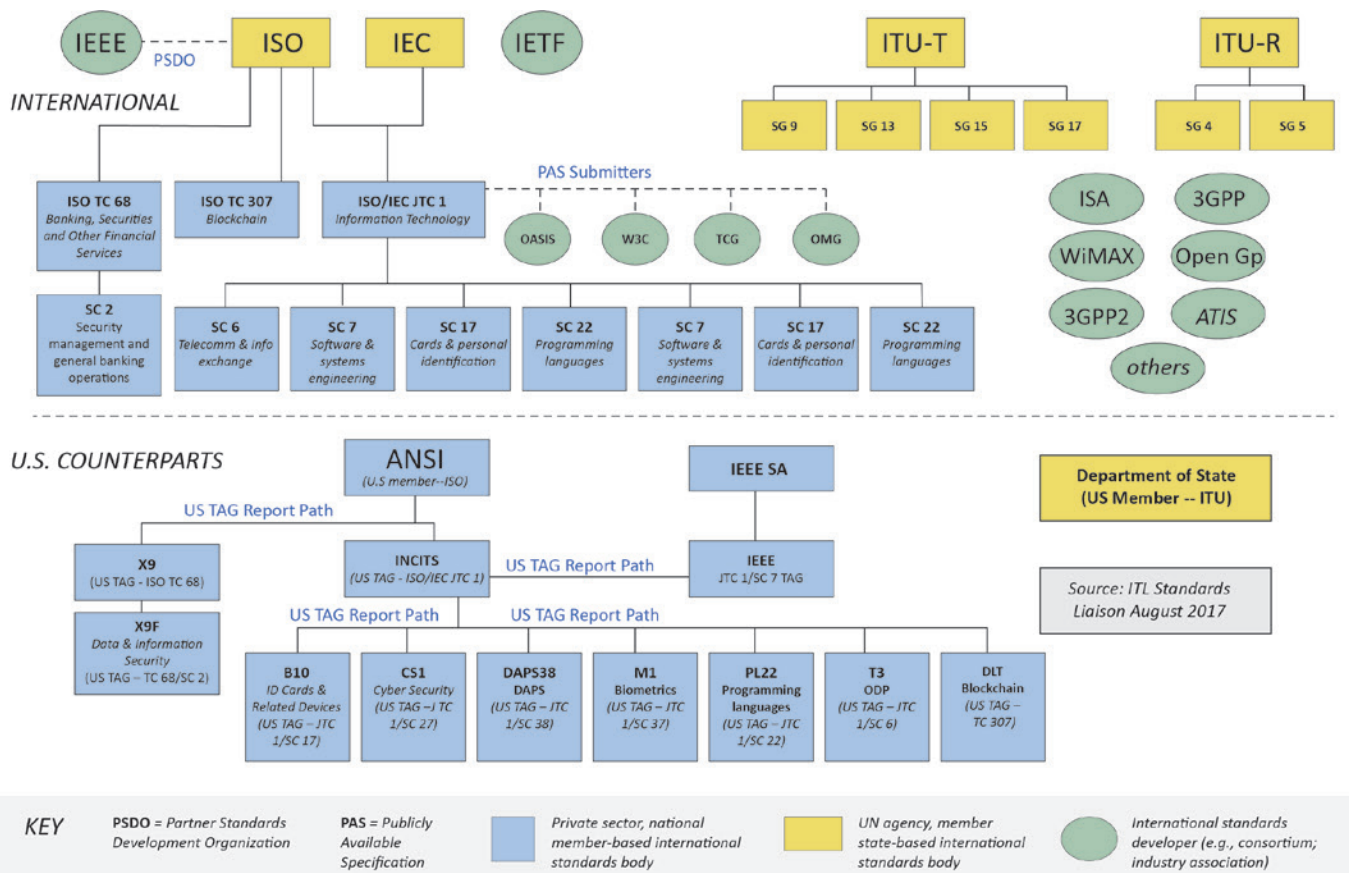 IEEE
PSDO
ISO
IEC
IETF
ITU-T
ITU-R
INTERNATIONAL
SG 9
SG 13
SG 15
SG 17
SG 4
SG 5
ISO TC 68
Banking, Securities
and Other Financial
Services
ISO TC 307
Blockchain
ISO/IEC JTC 1
Information Technology
PAS Submitters
OASIS
W3C
TCG
OMG
ISA
3GPP
WiMAX
Open Gp
3GPP2
ATIS
others
SC 2
Security
management and
general banking
operations
SC 6
Telecomm & info
exchange
SC 7
Software &
systems
engineering
SC 17
Cards & personal
identification
SC 22
Programming
languages
SC 7
Software &
systems
engineering
SC 17
Cards & personal
identification
SC 22
Programming
languages
U.S. COUNTERPARTS
ANSI
(U.S member--ISO)
IEEE SA
Department of State
(US Member -- ITU)
US TAG Report Path
X9
(US TAG - ISO TC 68)
INCITS
(US TAG - ISO/IEC JTC 1)
US TAG Report Path
IEEE
JTC 1/SC 7 TAG
Source: ITL Standards
Liaison August 2017
X9F
Data & information
Security
(US TAG – TC 68/SC 2)
US TAG Report Path
US TAG Report Path
B10
ID Cards &
Related Devices
(US TAG – JTC
1/SC 17)
CS1
Cyber Security
(US TAG –J TC
1/SC 27)
DAPS38
DAPS
(US TAG – JTC
1/SC 38)
M1
Biometrics
(US TAG – JTC
1/SC 37)
PL22
Programming
languages
(US TAG – JTC
1/SC 22)
T3
ODP
(US TAG – JTC
1/SC 6)
DLT
Blockchain
(US TAG –
TC 307)
KEY
PSDO = Partner Standards
Development Organization
PAS = Publicly
Available
Specification
Private sector, national
member-based international
standards body
UN agency, member
state-based international
standards body
International standards
developer (e.g., consortium;
industry association)